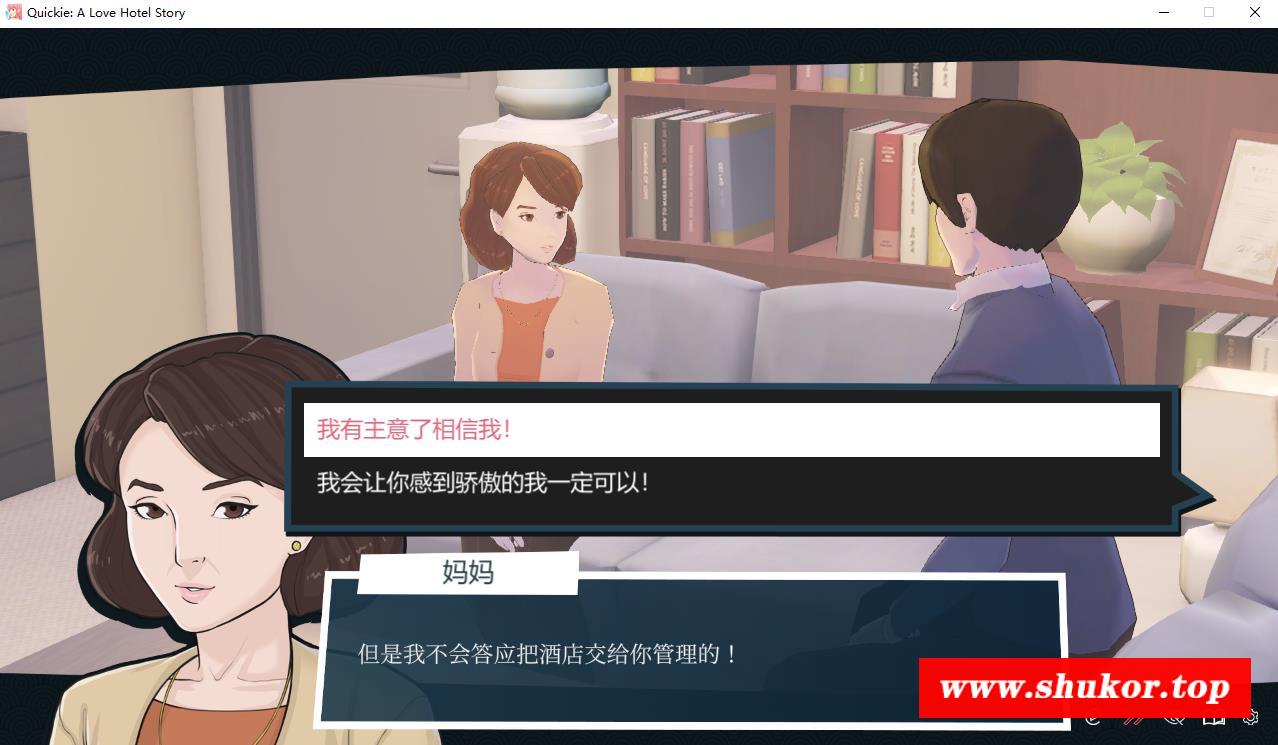 Quickie: A Love Hotel Story
我有主意了相信我！
我会让你感到骄傲的我一定可以！
妈妈
但是我不会答应把酒店交给你管理的！
www.shukor.top